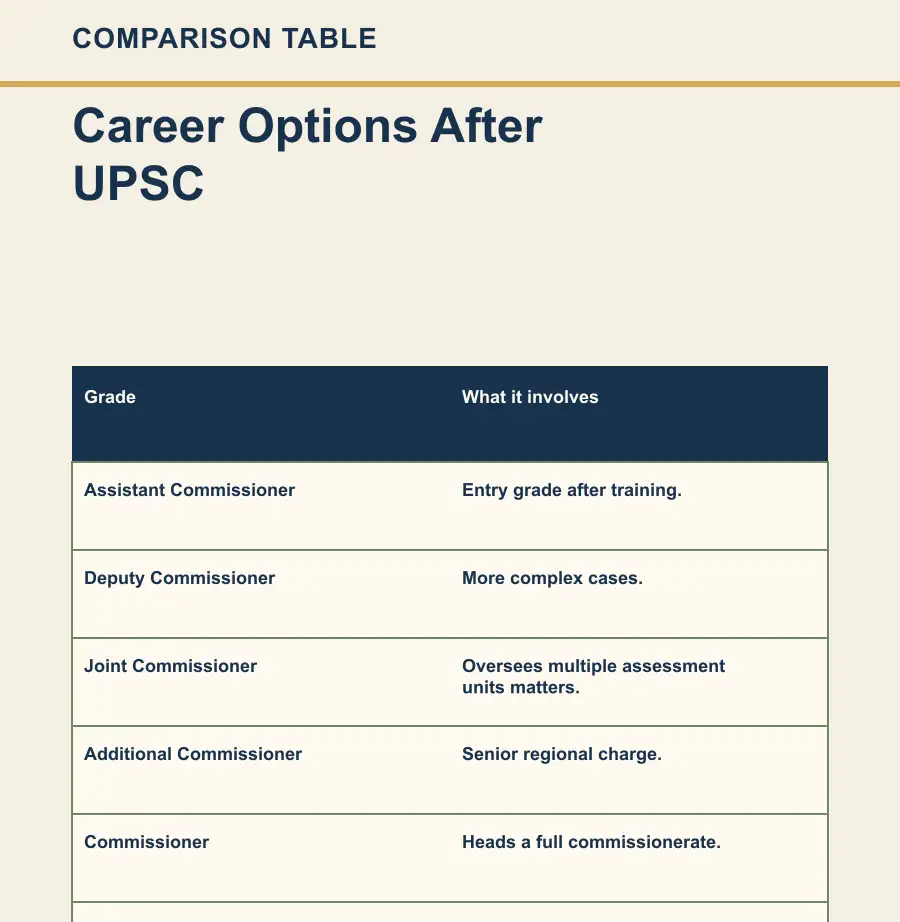 COMPARISON TABLE
Career Options After
UPSC
Grade
What it involves
Assistant Commissioner
Entry grade after training.
Deputy Commissioner
More complex cases.
Joint Commissioner
Oversees multiple assessment
units matters.
Additional Commissioner
Senior regional charge.
Commissioner
Heads a full commissionerate.